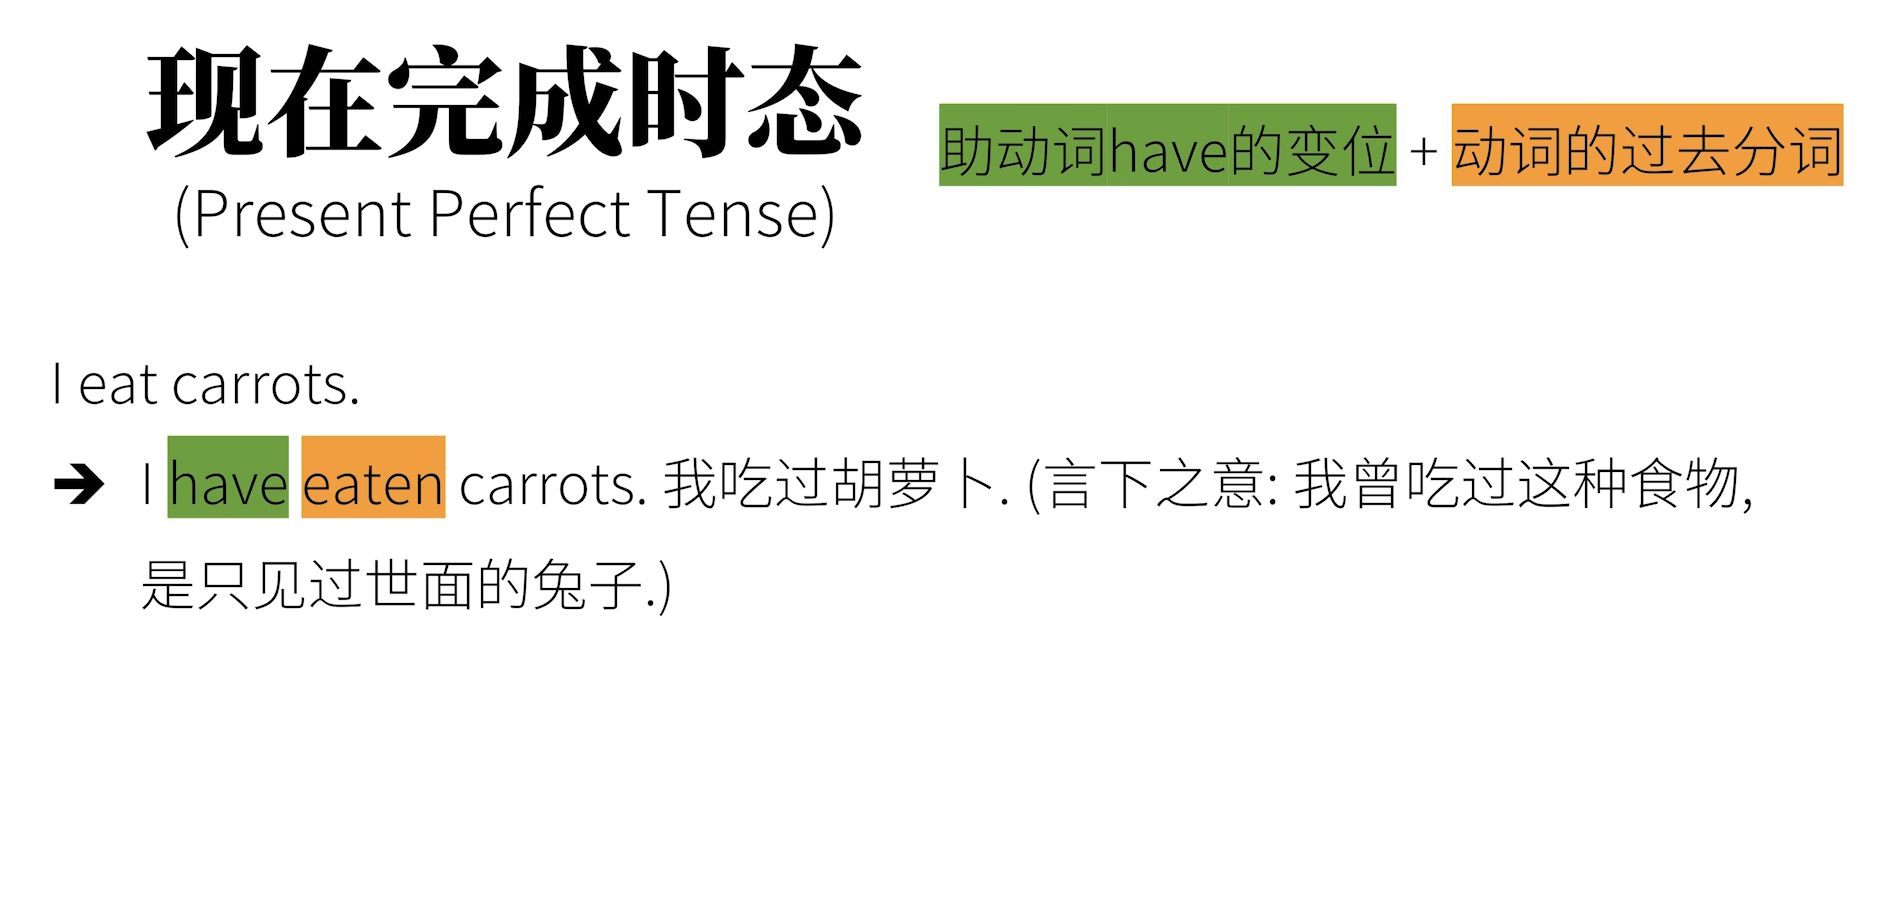 现在完成时态
(Present Perfect Tense)
助动词have的变位 + 动词的过去分词
I eat carrots.
➔ I have eaten carrots. 我吃过胡萝卜. (言下之意: 我曾吃过这种食物,
是只见过世面的兔子.)